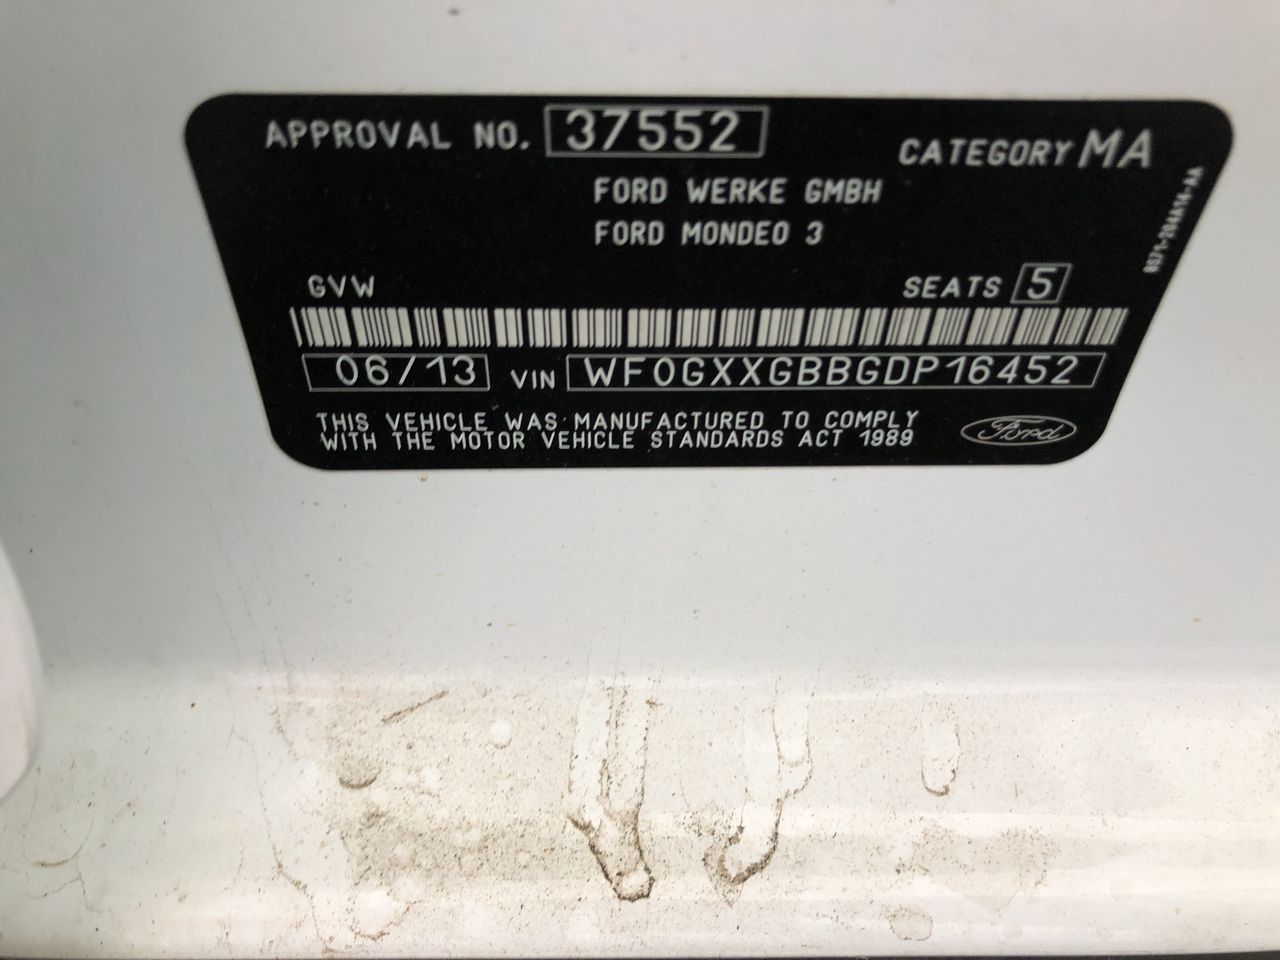 APPROVAL NO. 37552
CATEGORY MA
FORD WERKE GMBH
FORD MONDEO 3
GVW
SEATS 5
06/13 VIN WF0GXXGBBGDP16452
THIS VEHICLE WAS MANUFACTURED TO COMPLY
WITH THE MOTOR VEHICLE STANDARDS ACT 1989
Ford